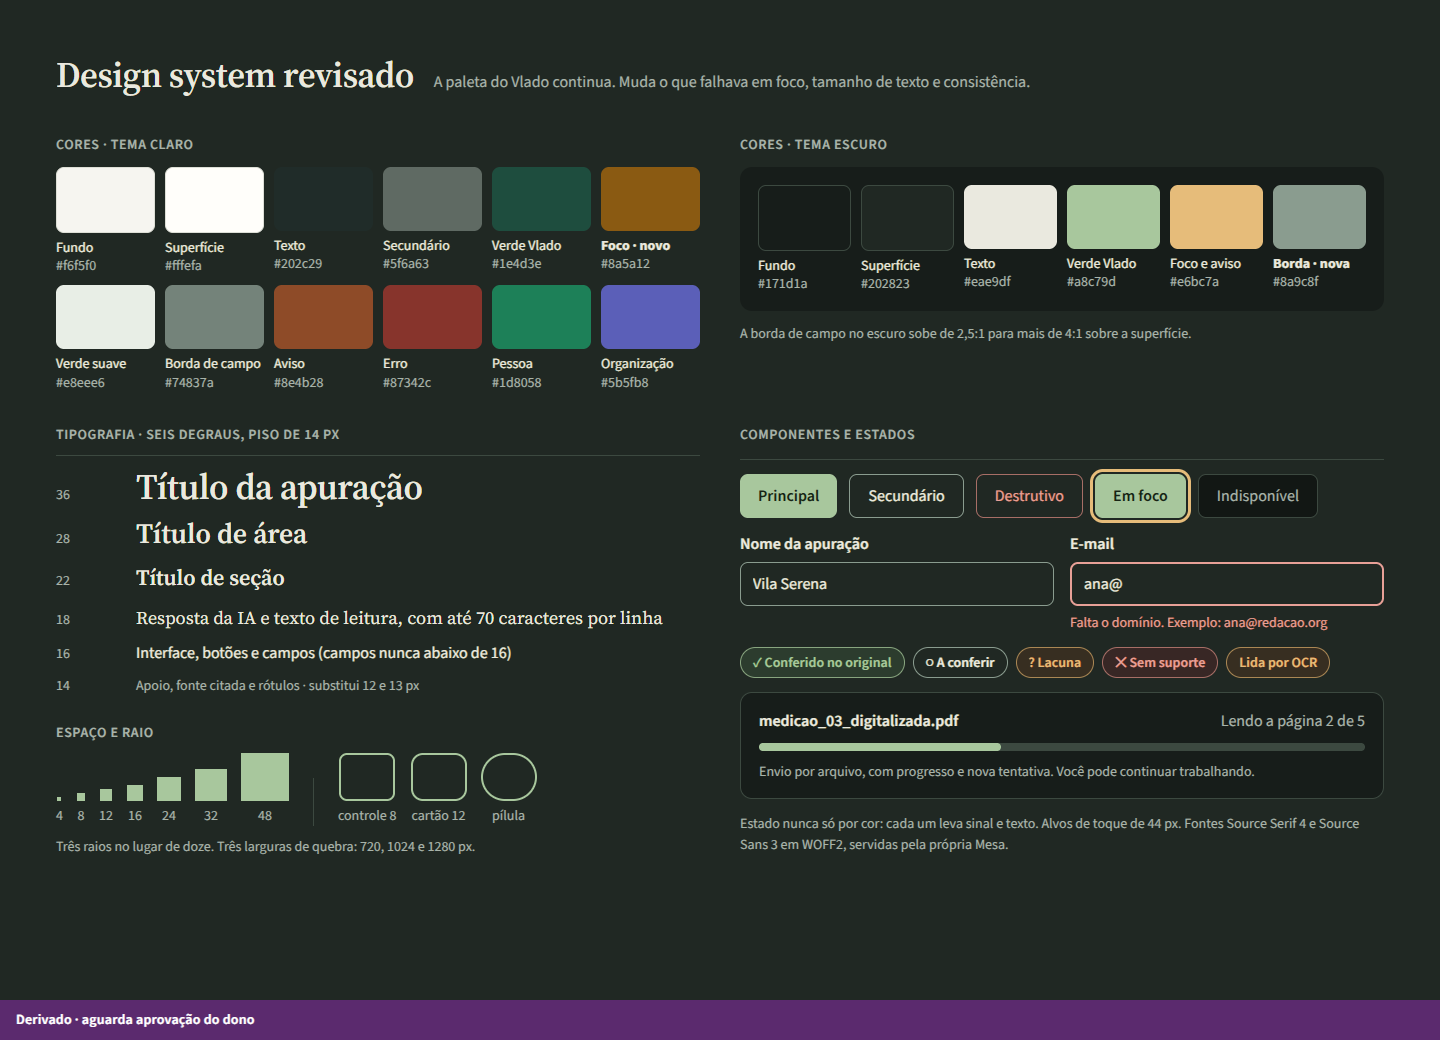 Design system revisado
A paleta do Vlado continua. Muda o que falhava em foco, tamanho de texto e consistência.
CORES · TEMA CLARO
Fundo
#f6f5f0
Superfície
#fffefa
Texto
#202c29
Secundário
#5f6a63
Verde Vlado
#1e4d3e
Foco · novo
#8a5a12
Verde suave
#e8eee6
Borda de campo
#74837a
Aviso
#8e4b28
Erro
#87342c
Pessoa
#1d8058
Organização
#5b5fb8
CORES · TEMA ESCURO
Fundo
#171d1a
Superfície
#202823
Texto
#eae9df
Verde Vlado
#a8c79d
Foco e aviso
#e6bc7a
Borda · nova
#8a9c8f
A borda de campo no escuro sobe de 2,5:1 para mais de 4:1 sobre a superfície.
TIPOGRAFIA · SEIS DEGRAUS, PISO DE 14 PX
36 Título da apuração
28 Título de área
22 Título de seção
18 Resposta da IA e texto de leitura, com até 70 caracteres por linha
16 Interface, botões e campos (campos nunca abaixo de 16)
14 Apoio, fonte citada e rótulos · substitui 12 e 13 px
ESPAÇO E RAIO
4 8 12 16 24 32 48
controle 8 cartão 12 pílula
Três raios no lugar de doze. Três larguras de quebra: 720, 1024 e 1280 px.
COMPONENTES E ESTADOS
Principal Secundário Destrutivo Em foco Indisponível
Nome da apuração
Vila Serena
E-mail
ana@
Falta o domínio. Exemplo: ana@redacao.org
✓ Conferido no original ○ A conferir ? Lacuna ✕ Sem suporte Lida por OCR
medicao_03_digitalizada.pdf Lendo a página 2 de 5
Envio por arquivo, com progresso e nova tentativa. Você pode continuar trabalhando.
Estado nunca só por cor: cada um leva sinal e texto. Alvos de toque de 44 px. Fontes Source Serif 4 e Source
Sans 3 em WOFF2, servidas pela própria Mesa.
Derivado · aguarda aprovação do dono